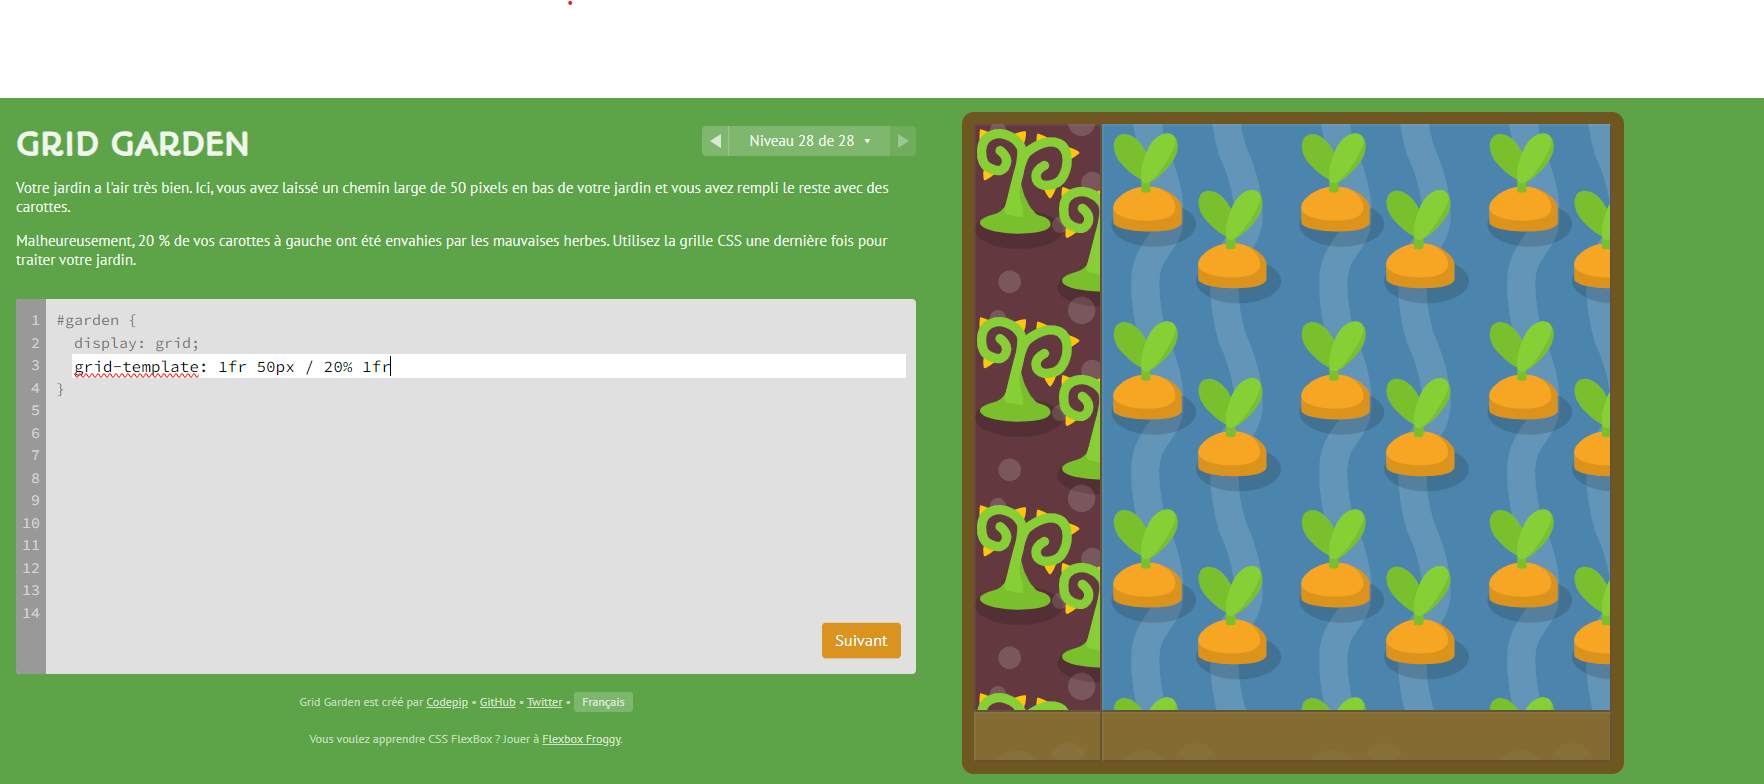 GRID GARDEN
◀ Niveau 28 de 28 ▾ ▶
Votre jardin a l'air très bien. Ici, vous avez laissé un chemin large de 50 pixels en bas de votre jardin et vous avez rempli le reste avec des
carottes.
Malheureusement, 20 % de vos carottes à gauche ont été envahies par les mauvaises herbes. Utilisez la grille CSS une dernière fois pour
traiter votre jardin.
1 #garden {
2 display: grid;
3 grid-template: 1fr 50px / 20% 1fr
4 }
5
6
7
8
9
10
11
12
13
14
Suivant
Grid Garden est créé par Codepip • GitHub • Twitter • Français
Vous voulez apprendre CSS FlexBox ? Jouer à Flexbox Froggy.